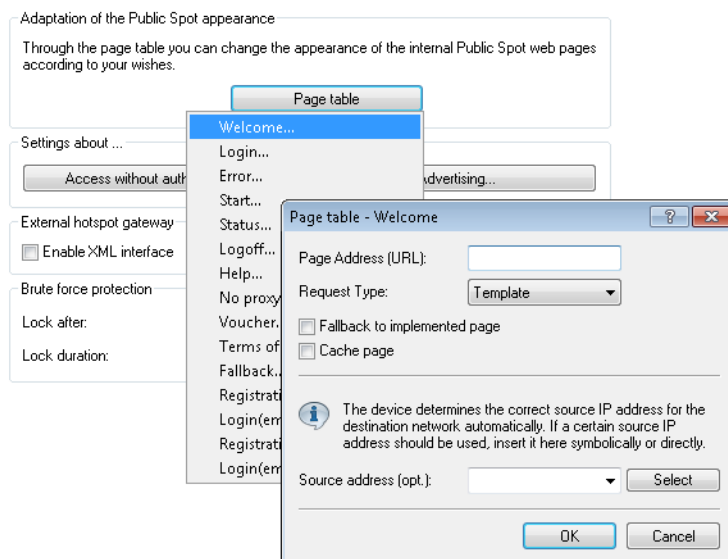 Adaptation of the Public Spot appearance
Through the page table you can change the appearance of the internal Public Spot web pages
according to your wishes.
Page table
Welcome...
Login...
Error...
Start...
Status...
Logoff...
Help...
No proxy
Voucher.
Terms of
Fallback..
Registrati
Login(em
Registrati
Login(em
Settings about ...
Access without auth
Advertising...
External hotspot gateway
Enable XML interface
Brute force protection
Lock after:
Lock duration:
Page table - Welcome
Page Address (URL):
Request Type:
Template
Fallback to implemented page
Cache page
The device determines the correct source IP address for the
destination network automatically. If a certain source IP
address should be used, insert it here symbolically or directly.
Source address (opt.):
Select
OK
Cancel